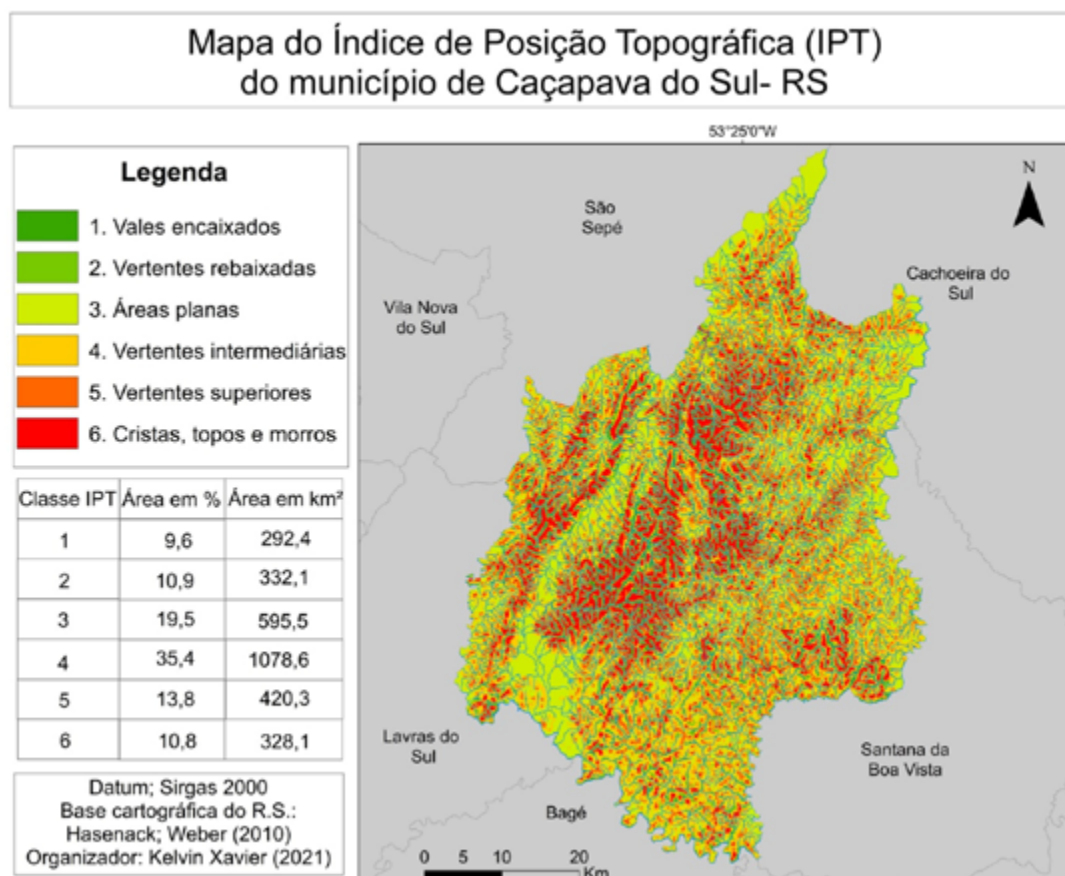 Mapa do Índice de Posição Topográfica (IPT)
do município de Caçapava do Sul- RS
53°25'0"W
Legenda
1. Vales encaixados
2. Vertentes rebaixadas
3. Áreas planas
4. Vertentes intermediárias
5. Vertentes superiores
6. Cristas, topos e morros
Classe IPT Área em % Área em km²
1 9,6 292,4
2 10,9 332,1
3 19,5 595,5
4 35,4 1078,6
5 13,8 420,3
6 10,8 328,1
Datum; Sirgas 2000
Base cartográfica do R.S.:
Hasenack; Weber (2010)
Organizador: Kelvin Xavier (2021)
N
São
Sepé
Cachoeira do
Sul
Vila Nova
do Sul
Lavras do
Sul
Santana da
Boa Vista
Bagé
0 5 10 20
Km